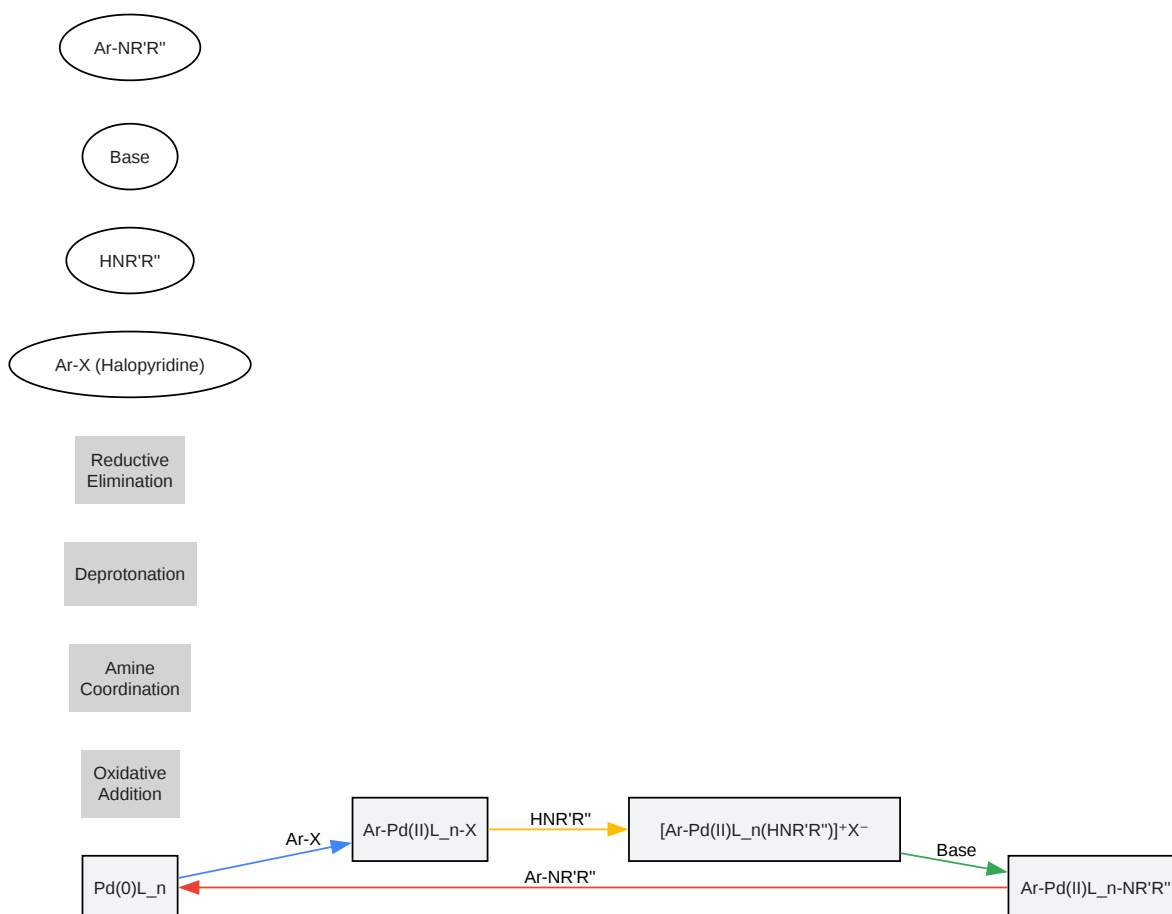 Ar-NR'R"
Base
HNR'R"
Ar-X (Halopyridine)
Reductive
Elimination
Deprotonation
Amine
Coordination
Oxidative
Addition
Ar-X
HNR'R"
Base
Ar-NR'R"
Pd(0)L_n
Ar-Pd(II)L_n-X
[Ar-Pd(II)L_n(HNR'R")]⁺X⁻
Ar-Pd(II)L_n-NR'R"